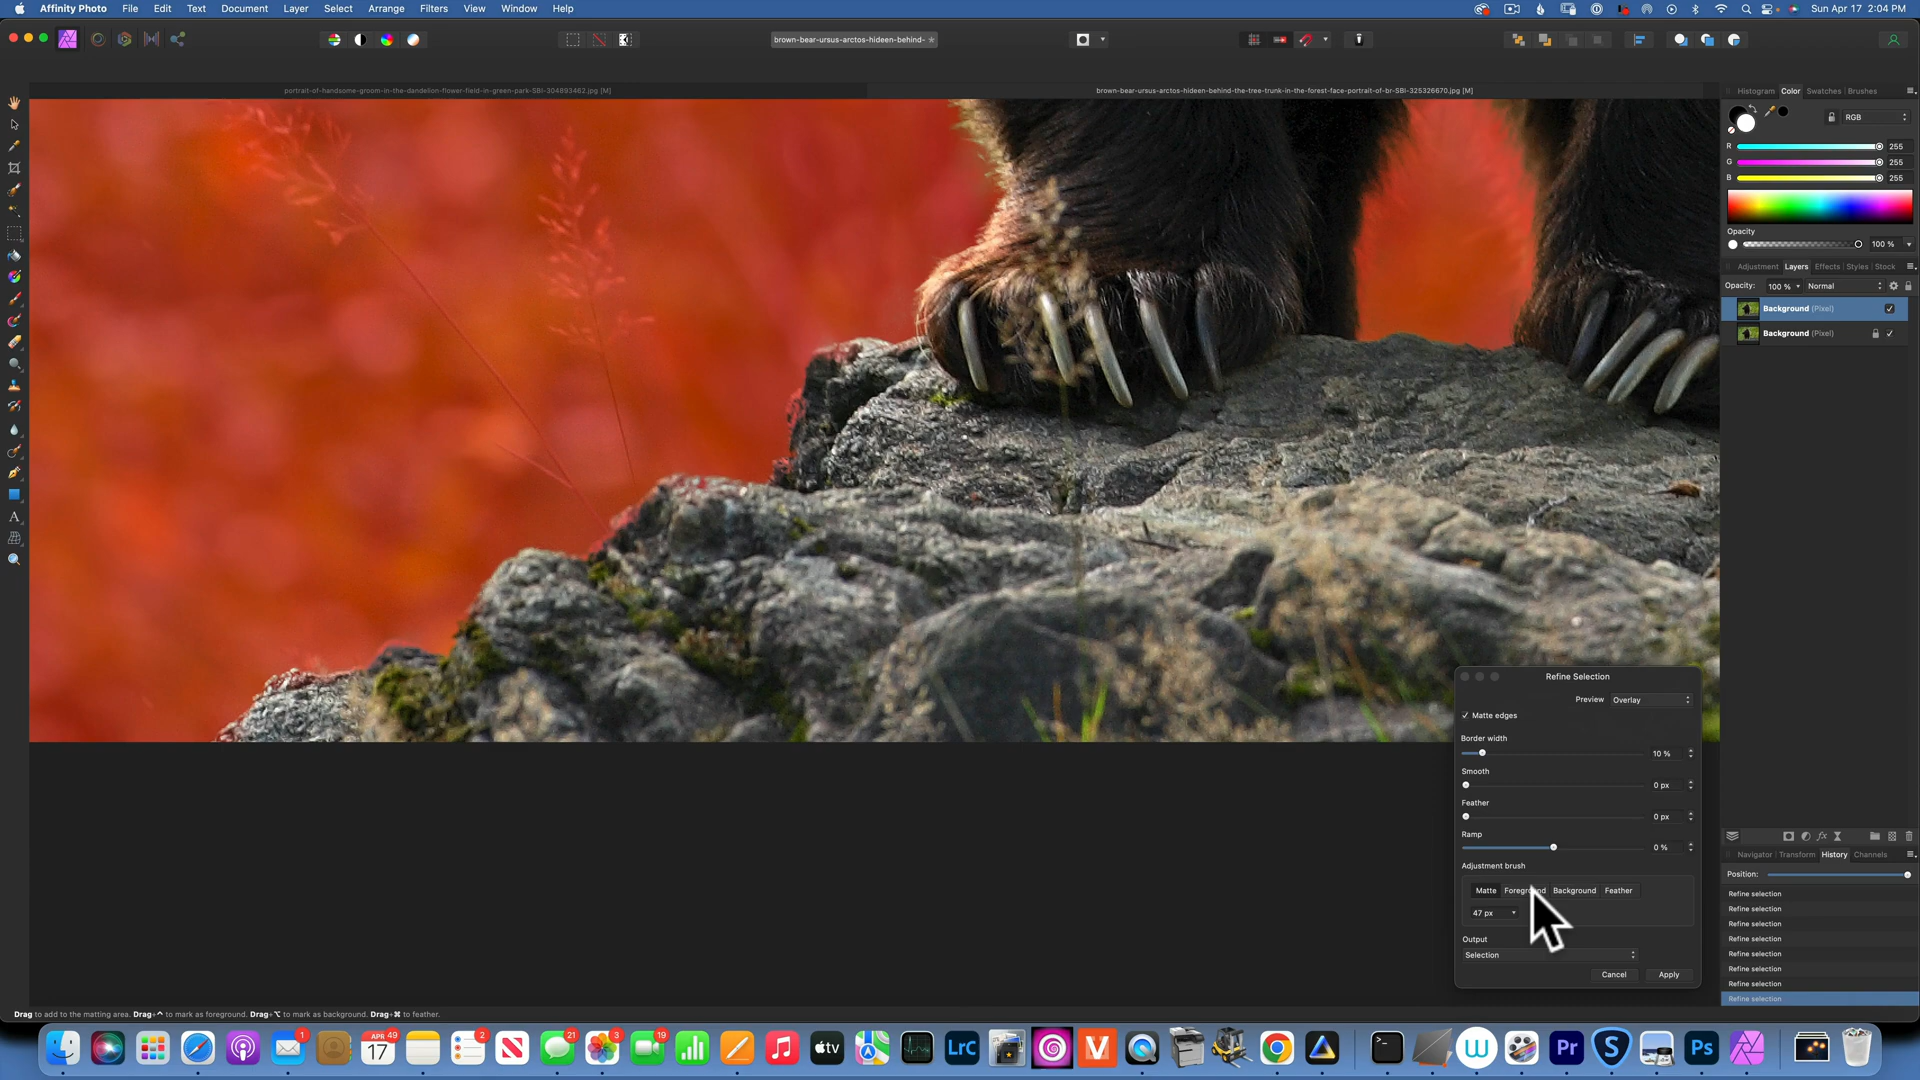 Affinity Photo File Edit Text Document Layer Select Arrange Filters View Window Help
Sun Apr 17 2:04 PM
brown-bear-ursus-arctos-hideen-behind-
portrait-of-handsome-groom-in-the-dandelion-flower-field-in-green-park-SBI-304893462.jpg [M]
brown-bear-ursus-arctos-hideen-behind-the-tree-trunk-in-the-forest-face-portrait-of-br-SBI-325326670.jpg [M]
Histogram Color Swatches Brushes
RGB
R 255
G 255
B 255
Opacity
100 %
Adjustment Layers Effects Styles Stock
Opacity: 100 % Normal
Background (Pixel)
Background (Pixel)
Refine Selection
Preview Overlay
Matte edges
Border width
10 %
Smooth
0 px
Feather
0 px
Ramp
0 %
Adjustment brush
Matte Foreground Background Feather
47 px
Output
Selection
Cancel Apply
Navigator Transform History Channels
Position:
Refine selection
Refine selection
Refine selection
Refine selection
Refine selection
Refine selection
Refine selection
Refine selection
Drag to add to the matting area. Drag+⌃ to mark as foreground. Drag+⌥ to mark as background. Drag+⌘ to feather.
1
APR 49
17
2
21
3
19
tv
LrC
V
W
Pr
S
Ps